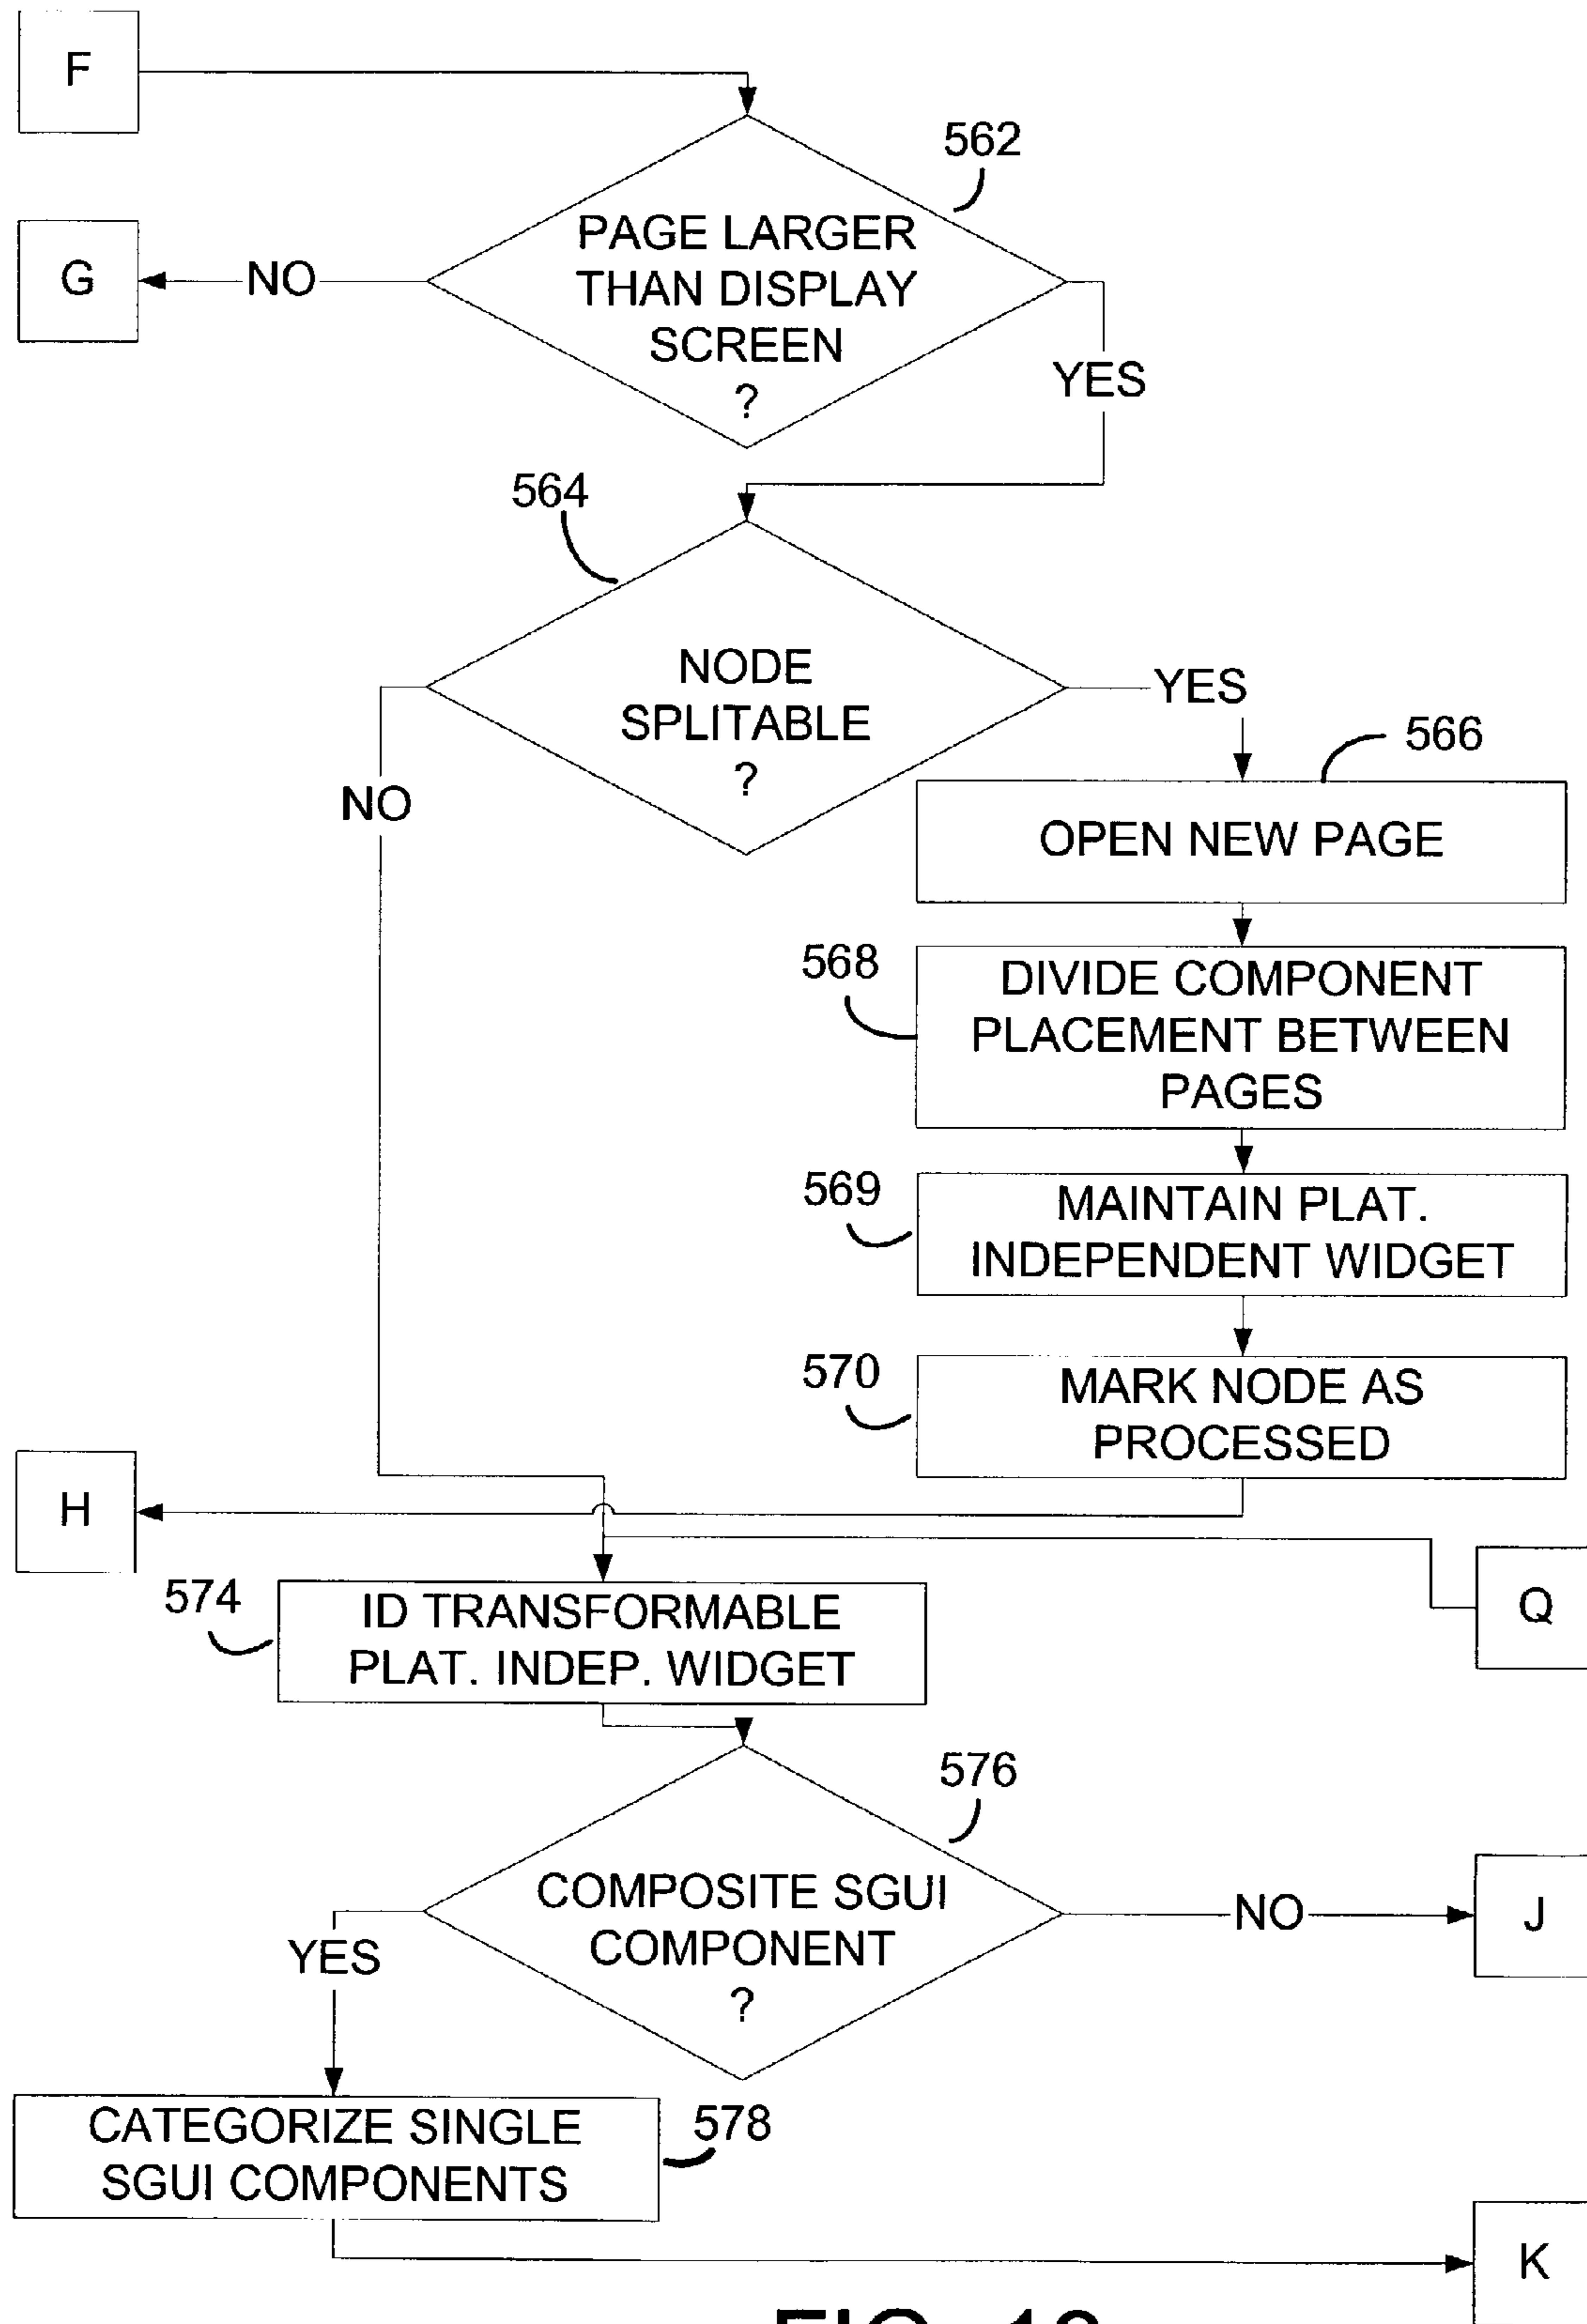 F
562
PAGE LARGER
THAN DISPLAY
SCREEN
?
G
NO
YES
564
NODE
SPLITABLE
?
YES
NO
566
OPEN NEW PAGE
568
DIVIDE COMPONENT
PLACEMENT BETWEEN
PAGES
569
MAINTAIN PLAT.
INDEPENDENT WIDGET
570
MARK NODE AS
PROCESSED
H
Q
574
ID TRANSFORMABLE
PLAT. INDEP. WIDGET
576
COMPOSITE SGUI
COMPONENT
?
NO
J
YES
578
CATEGORIZE SINGLE
SGUI COMPONENTS
K